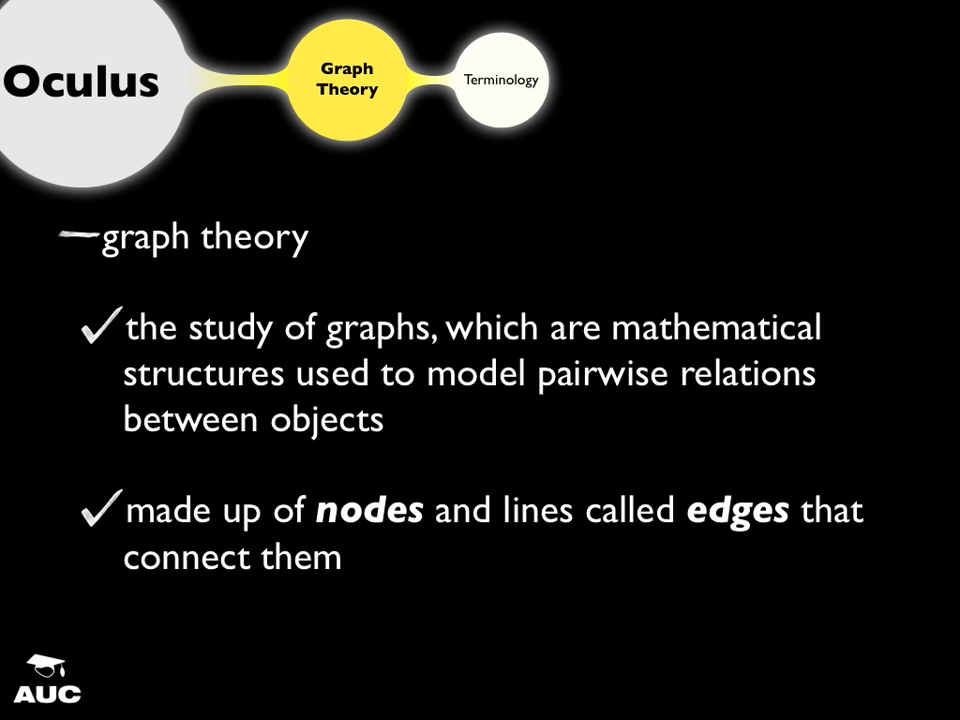 Oculus
Graph
Theory
Terminology
graph theory
the study of graphs, which are mathematical
structures used to model pairwise relations
between objects
made up of nodes and lines called edges that
connect them
AUC